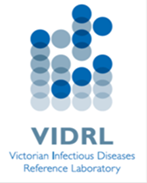 VIDRL
Victorian Infectious Diseases
Reference Laboratory